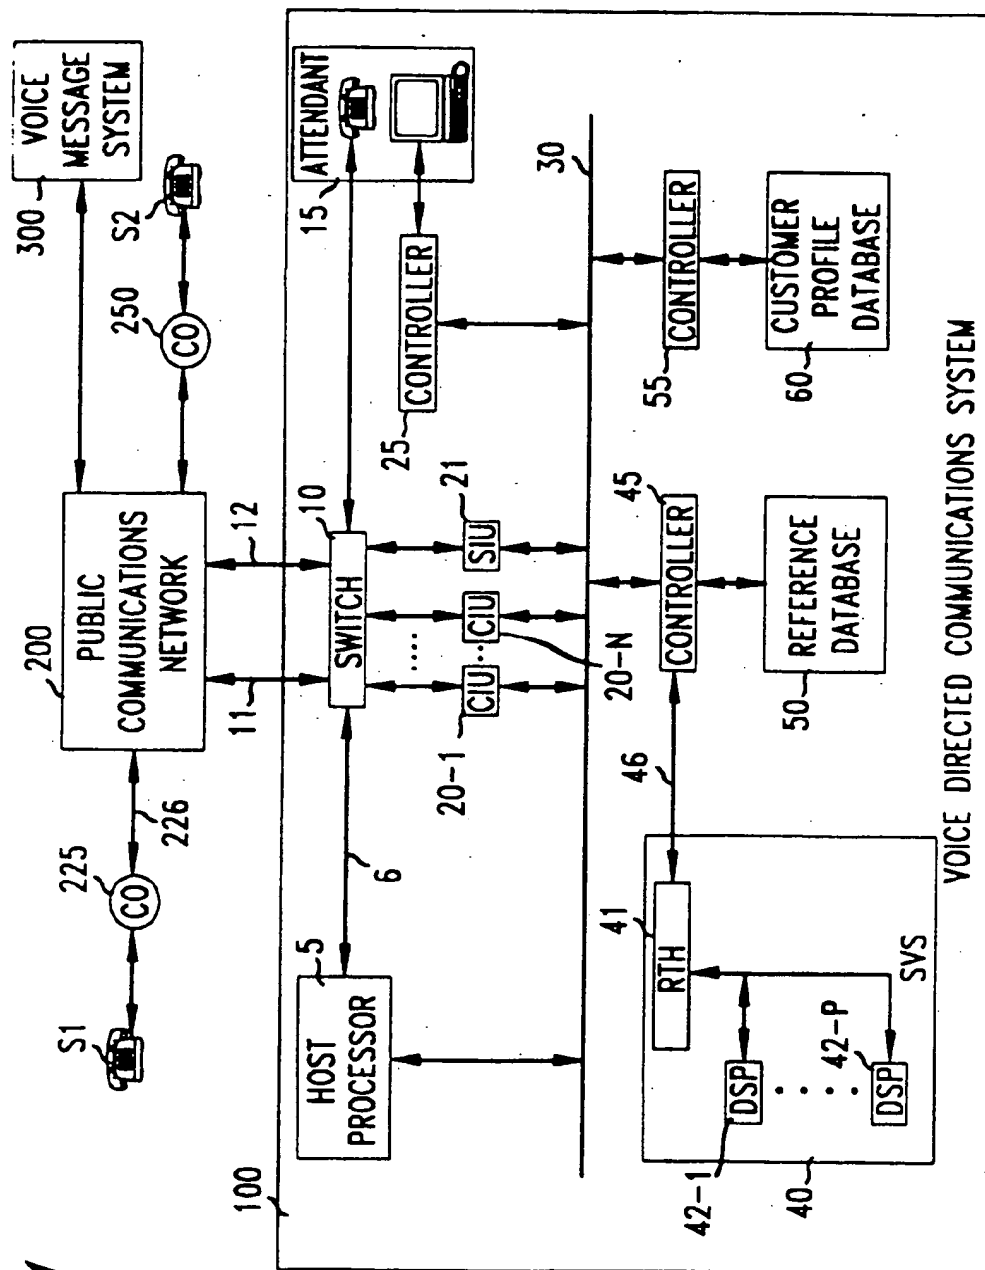 S1
225
CO
226
200
PUBLIC
COMMUNICATIONS
NETWORK
250
CO
S2
300
VOICE
MESSAGE
SYSTEM
11
12
100
HOST
PROCESSOR
5
6
SWITCH
10
15
ATTENDANT
25
CONTROLLER
20-1
CIU
CIU
20-N
SIU
21
30
41
RTH
46
CONTROLLER
45
55
CONTROLLER
42-1
DSP
42-P
DSP
SVS
40
50
REFERENCE
DATABASE
60
CUSTOMER
PROFILE
DATABASE
VOICE DIRECTED COMMUNICATIONS SYSTEM